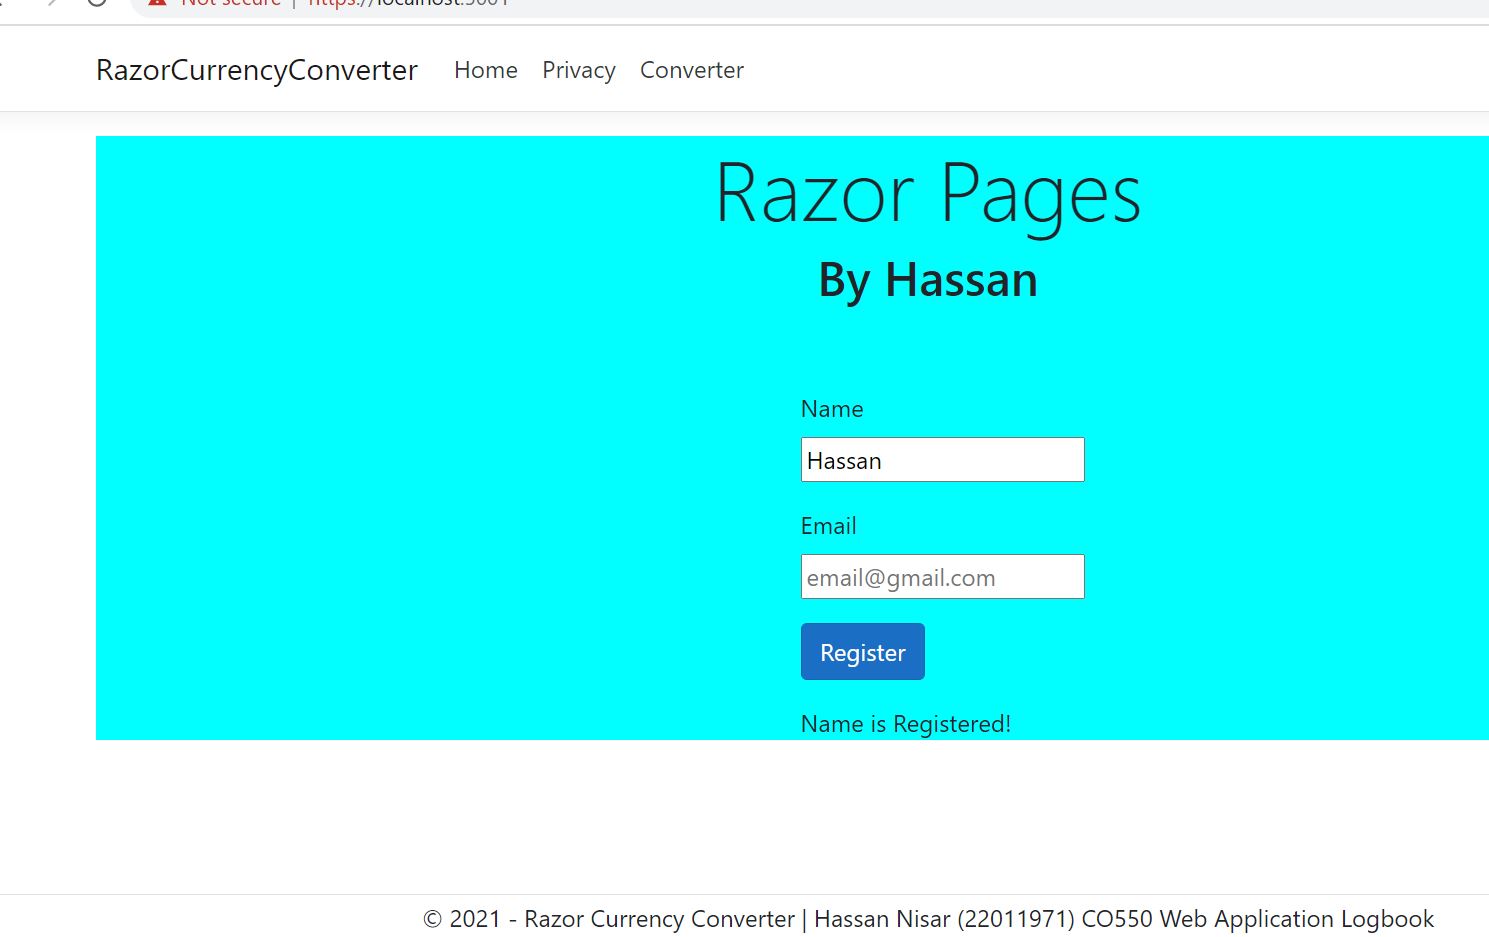 Not secure | https://localhost:5001
RazorCurrencyConverter Home Privacy Converter
Razor Pages
By Hassan
Name
Hassan
Email
email@gmail.com
Register
Name is Registered!
© 2021 - Razor Currency Converter | Hassan Nisar (22011971) CO550 Web Application Logbook